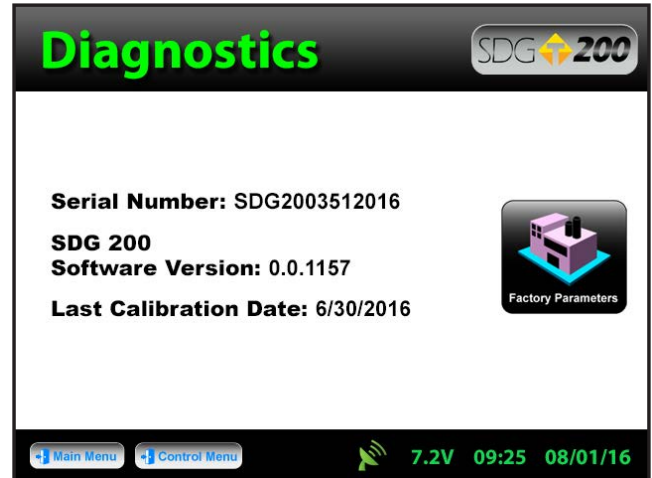 Diagnostics
SDG 200
Serial Number: SDG2003512016
SDG 200
Software Version: 0.0.1157
Last Calibration Date: 6/30/2016
Factory Parameters
Main Menu
Control Menu
7.2V 09:25 08/01/16